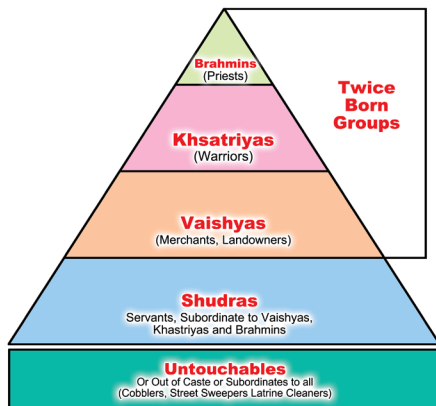 Brahmins
(Priests)
Twice
Born
Groups
Khsatriyas
(Warriors)
Vaishyas
(Merchants, Landowners)
Shudras
Servants, Subordinate to Vaishyas,
Khastriyas and Brahmins
Untouchables
Or Out of Caste or Subordinates to all
(Cobblers, Street Sweepers Latrine Cleaners)